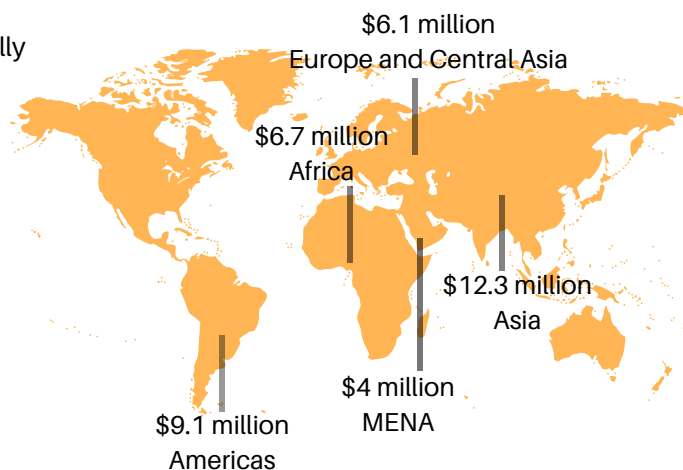 $6.1 million
Europe and Central Asia
$6.7 million
Africa
$12.3 million
Asia
$4 million
MENA
$9.1 million
Americas